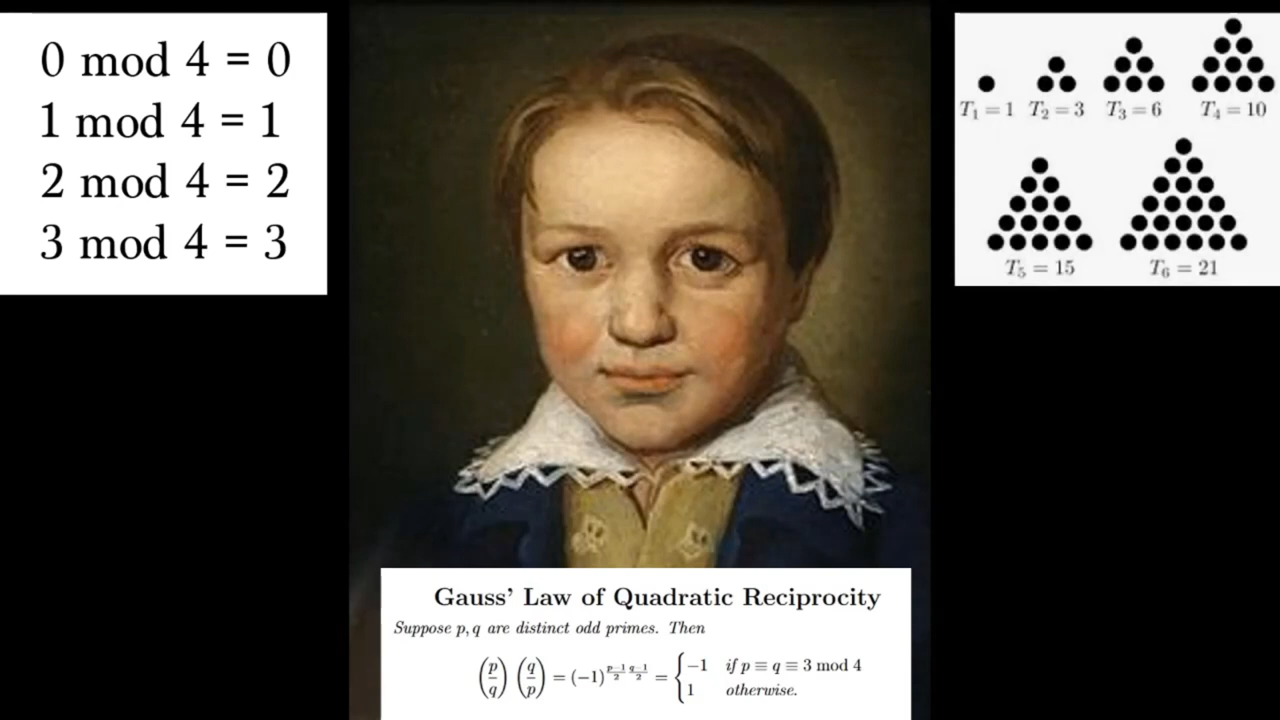 0 mod 4 = 0
1 mod 4 = 1
2 mod 4 = 2
3 mod 4 = 3
T₁ = 1 T₂ = 3 T₃ = 6 T₄ = 10
T₅ = 15 T₆ = 21
Gauss' Law of Quadratic Reciprocity
Suppose p, q are distinct odd primes. Then
(p/q) (q/p) = (-1)^{(p-1)/2 (q-1)/2} = { -1 if p ≡ q ≡ 3 mod 4
1 otherwise.